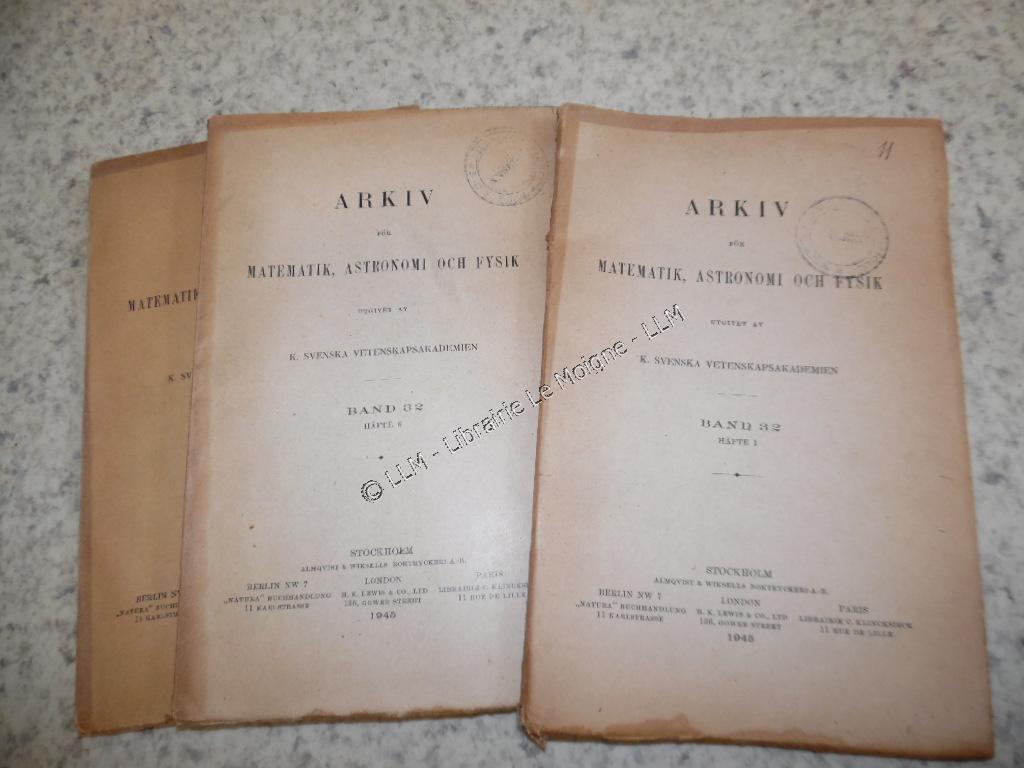 MATEMATIK
K. SV
BERLIN NW
11 KARLSTRASSE
ARKIV
FÖR
MATEMATIK, ASTRONOMI OCH FYSIK
UTGIVET AV
K. SVENSKA VETENSKAPSAKADEMIEN
BAND 32
HÄFTE 6
STOCKHOLM
ALMQVIST & WIKSELLS BOKTRYCKERI-A.-B.
BERLIN NW 7 LONDON PARIS
„NATURA" BUCHHANDLUNG H. K. LEWIS & CO., LTD LIBRAIRIE C. KLINCKSIECK
11 KARLSTRASSE 136, GOWER STREET 11 RUE DE LILLE
1945
11
ARKIV
FÖR
MATEMATIK, ASTRONOMI OCH FYSIK
UTGIVET AV
K. SVENSKA VETENSKAPSAKADEMIEN
BAND 32
HÄFTE 1
STOCKHOLM
ALMQVIST & WIKSELLS BOKTRYCKERI-A.-B.
BERLIN NW 7 LONDON PARIS
„NATURA" BUCHHANDLUNG H. K. LEWIS & CO., LTD LIBRAIRIE C. KLINCKSIECK
11 KARLSTRASSE 136, GOWER STREET 11 RUE DE LILLE
1945
© LLM - Librairie Le Moigne - LLM